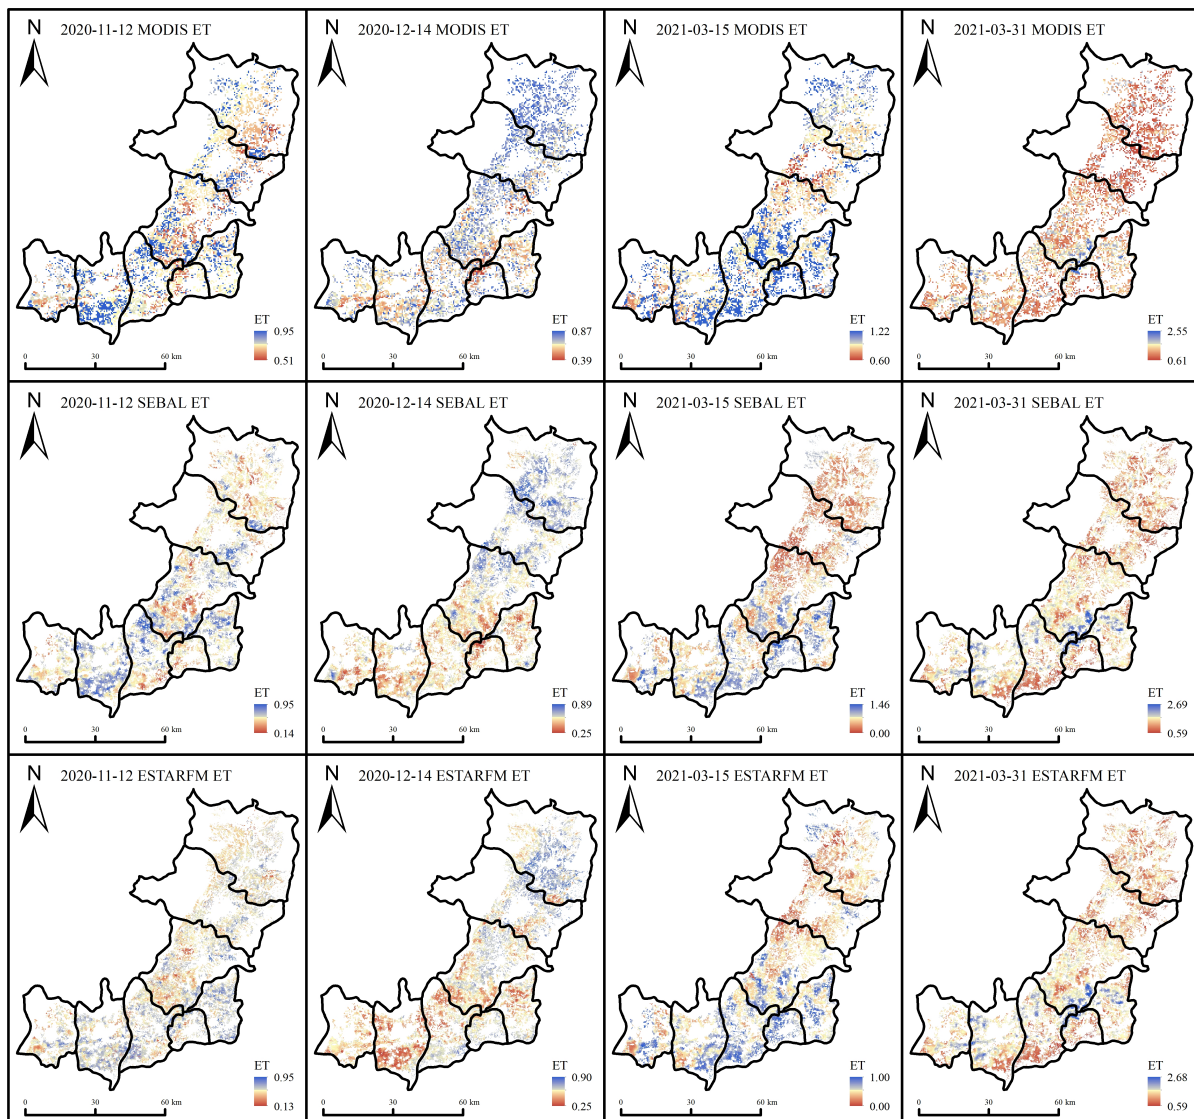 N 2020-11-12 MODIS ET
ET
0.95
0.51
0 30 60 km
N 2020-12-14 MODIS ET
ET
0.87
0.39
0 30 60 km
N 2021-03-15 MODIS ET
ET
1.22
0.60
0 30 60 km
N 2021-03-31 MODIS ET
ET
2.55
0.61
0 30 60 km
N 2020-11-12 SEBAL ET
ET
0.95
0.14
0 30 60 km
N 2020-12-14 SEBAL ET
ET
0.89
0.25
0 30 60 km
N 2021-03-15 SEBAL ET
ET
1.46
0.00
0 30 60 km
N 2021-03-31 SEBAL ET
ET
2.69
0.59
0 30 60 km
N 2020-11-12 ESTARFM ET
ET
0.95
0.13
0 30 60 km
N 2020-12-14 ESTARFM ET
ET
0.90
0.25
0 30 60 km
N 2021-03-15 ESTARFM ET
ET
1.00
0.00
0 30 60 km
N 2021-03-31 ESTARFM ET
ET
2.68
0.59
0 30 60 km